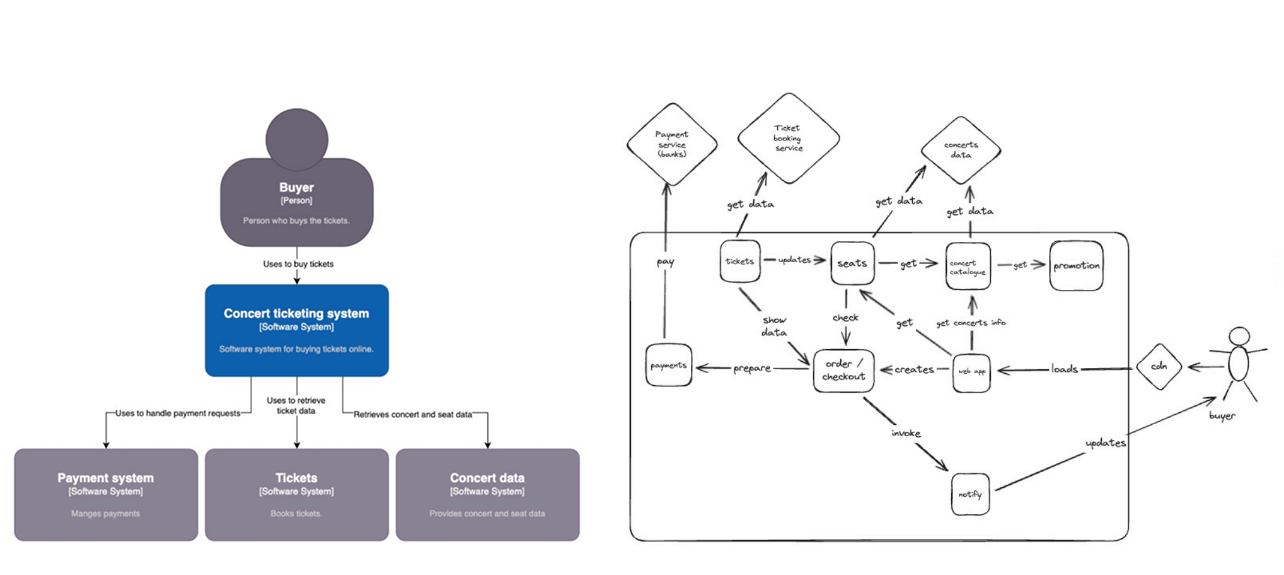 Buyer
[Person]
Person who buys the tickets.
Uses to buy tickets
Concert ticketing system
[Software System]
Software system for buying tickets online.
Uses to handle payment requests
Uses to retrieve
ticket data
Retrieves concert and seat data
Payment system
[Software System]
Manges payments
Tickets
[Software System]
Books tickets.
Concert data
[Software System]
Provides concert and seat data
Payment
service
(banks)
Ticket
booking
service
concerts
data
get data
get data
get data
pay
tickets
updates
seats
get
concert
catalogue
get
promotion
show
data
check
get
get concerts info
payments
prepare
order /
checkout
creates
web app
loads
cdn
buyer
invoke
updates
notify